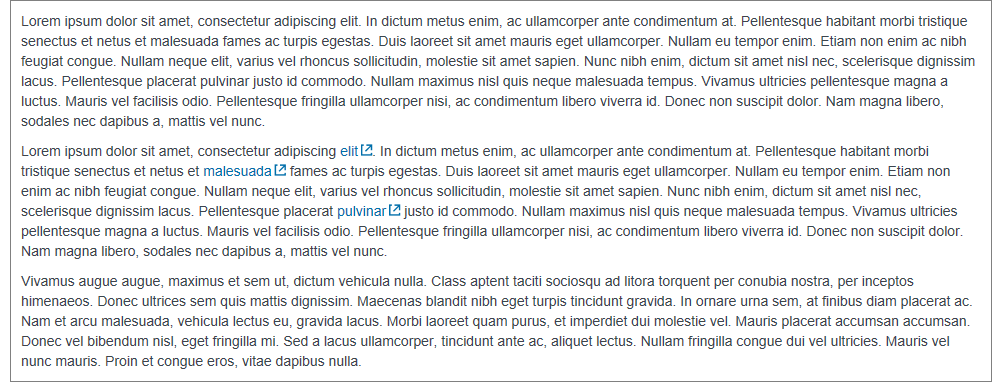 Lorem ipsum dolor sit amet, consectetur adipiscing elit. In dictum metus enim, ac ullamcorper ante condimentum at. Pellentesque habitant morbi tristique
senectus et netus et malesuada fames ac turpis egestas. Duis laoreet sit amet mauris eget ullamcorper. Nullam eu tempor enim. Etiam non enim ac nibh
feugiat congue. Nullam neque elit, varius vel rhoncus sollicitudin, molestie sit amet sapien. Nunc nibh enim, dictum sit amet nisl nec, scelerisque dignissim
lacus. Pellentesque placerat pulvinar justo id commodo. Nullam maximus nisl quis neque malesuada tempus. Vivamus ultricies pellentesque magna a
luctus. Mauris vel facilisis odio. Pellentesque fringilla ullamcorper nisi, ac condimentum libero viverra id. Donec non suscipit dolor. Nam magna libero,
sodales nec dapibus a, mattis vel nunc.
Lorem ipsum dolor sit amet, consectetur adipiscing elit. In dictum metus enim, ac ullamcorper ante condimentum at. Pellentesque habitant morbi
tristique senectus et netus et malesuada fames ac turpis egestas. Duis laoreet sit amet mauris eget ullamcorper. Nullam eu tempor enim. Etiam non
enim ac nibh feugiat congue. Nullam neque elit, varius vel rhoncus sollicitudin, molestie sit amet sapien. Nunc nibh enim, dictum sit amet nisl nec,
scelerisque dignissim lacus. Pellentesque placerat pulvinar justo id commodo. Nullam maximus nisl quis neque malesuada tempus. Vivamus ultricies
pellentesque magna a luctus. Mauris vel facilisis odio. Pellentesque fringilla ullamcorper nisi, ac condimentum libero viverra id. Donec non suscipit dolor.
Nam magna libero, sodales nec dapibus a, mattis vel nunc.
Vivamus augue augue, maximus et sem ut, dictum vehicula nulla. Class aptent taciti sociosqu ad litora torquent per conubia nostra, per inceptos
himenaeos. Donec ultrices sem quis mattis dignissim. Maecenas blandit nibh eget turpis tincidunt gravida. In ornare urna sem, at finibus diam placerat ac.
Nam et arcu malesuada, vehicula lectus eu, gravida lacus. Morbi laoreet quam purus, et imperdiet dui molestie vel. Mauris placerat accumsan accumsan.
Donec vel bibendum nisl, eget fringilla mi. Sed a lacus ullamcorper, tincidunt ante ac, aliquet lectus. Nullam fringilla congue dui vel ultricies. Mauris vel
nunc mauris. Proin et congue eros, vitae dapibus nulla.